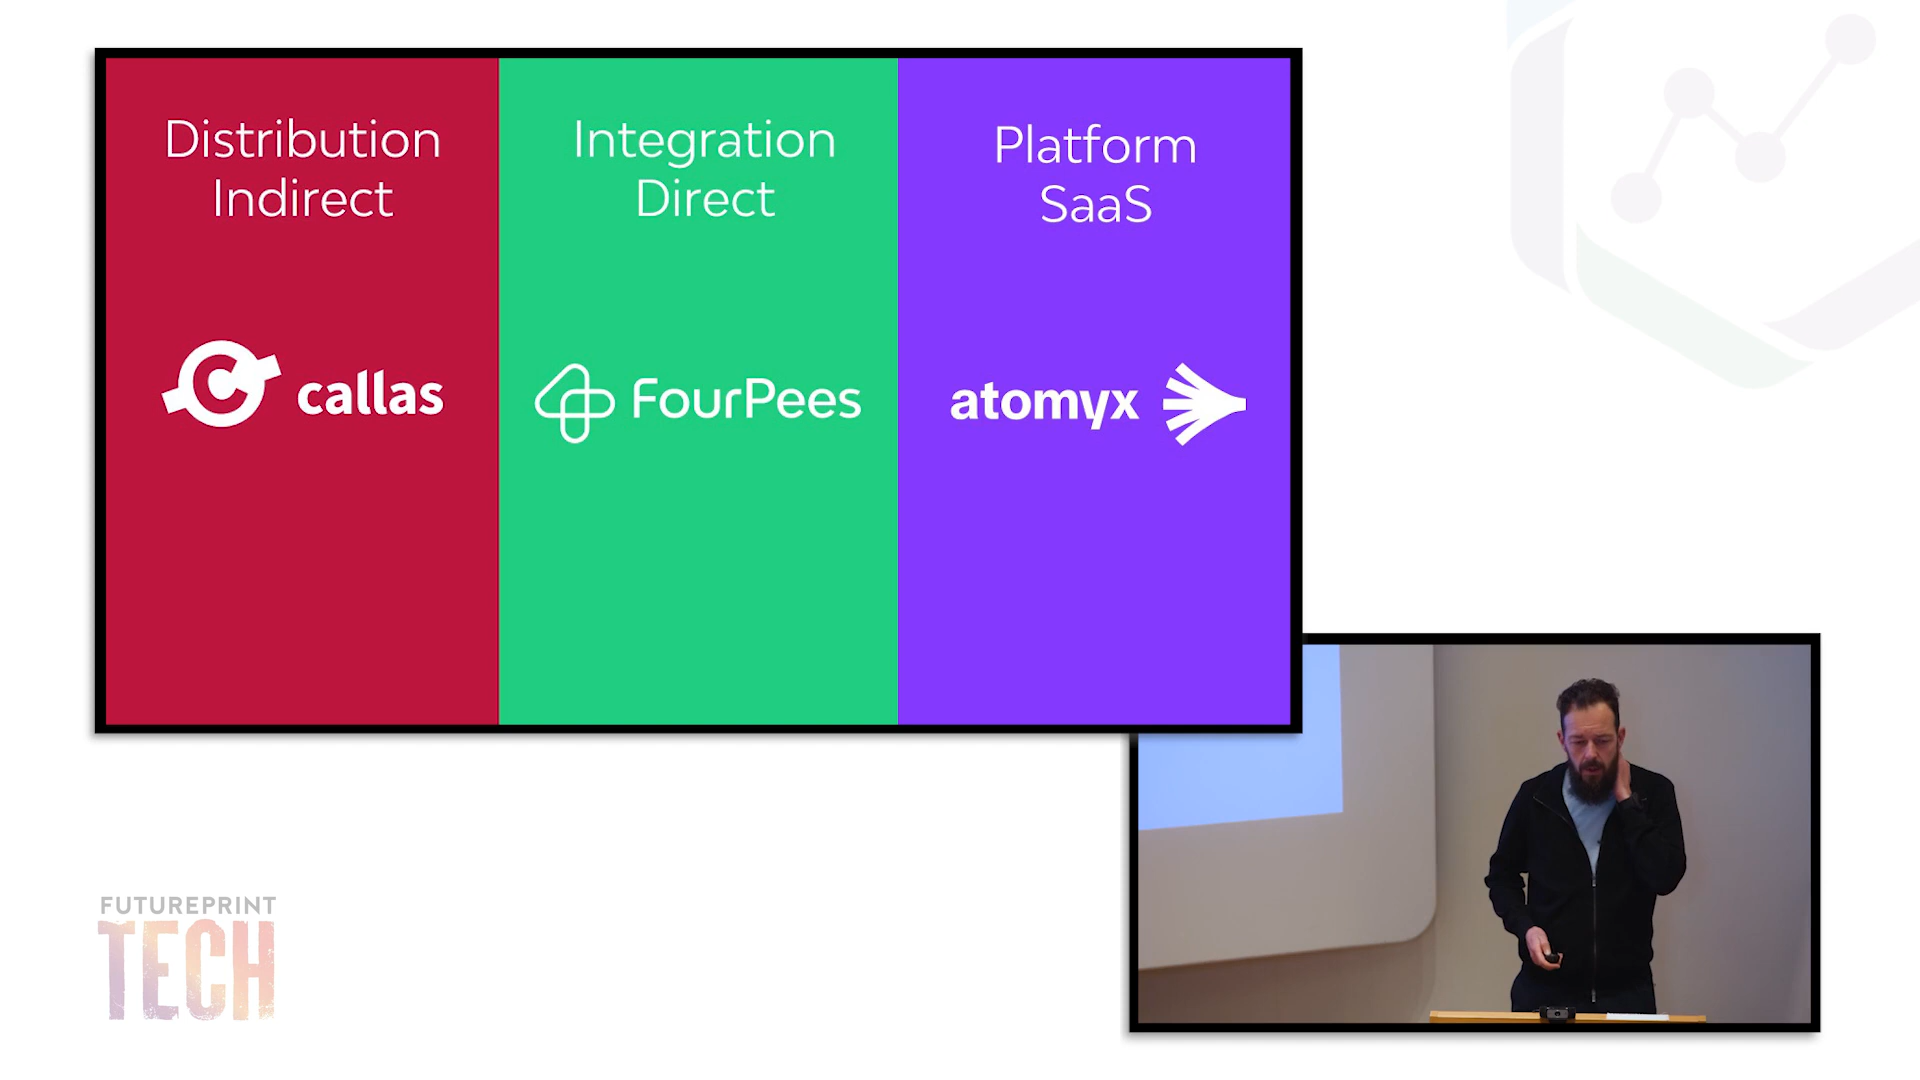 Distribution
Indirect
callas
Integration
Direct
FourPees
Platform
SaaS
atomyx
FUTUREPRINT
TECH